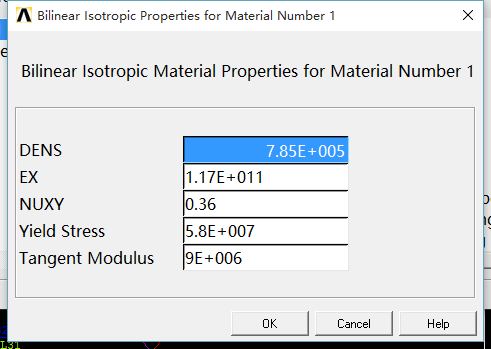 Bilinear Isotropic Properties for Material Number 1
Bilinear Isotropic Material Properties for Material Number 1
DENS 7.85E+005
EX 1.17E+011
NUXY 0.36
Yield Stress 5.8E+007
Tangent Modulus 9E+006
OK Cancel Help
L31